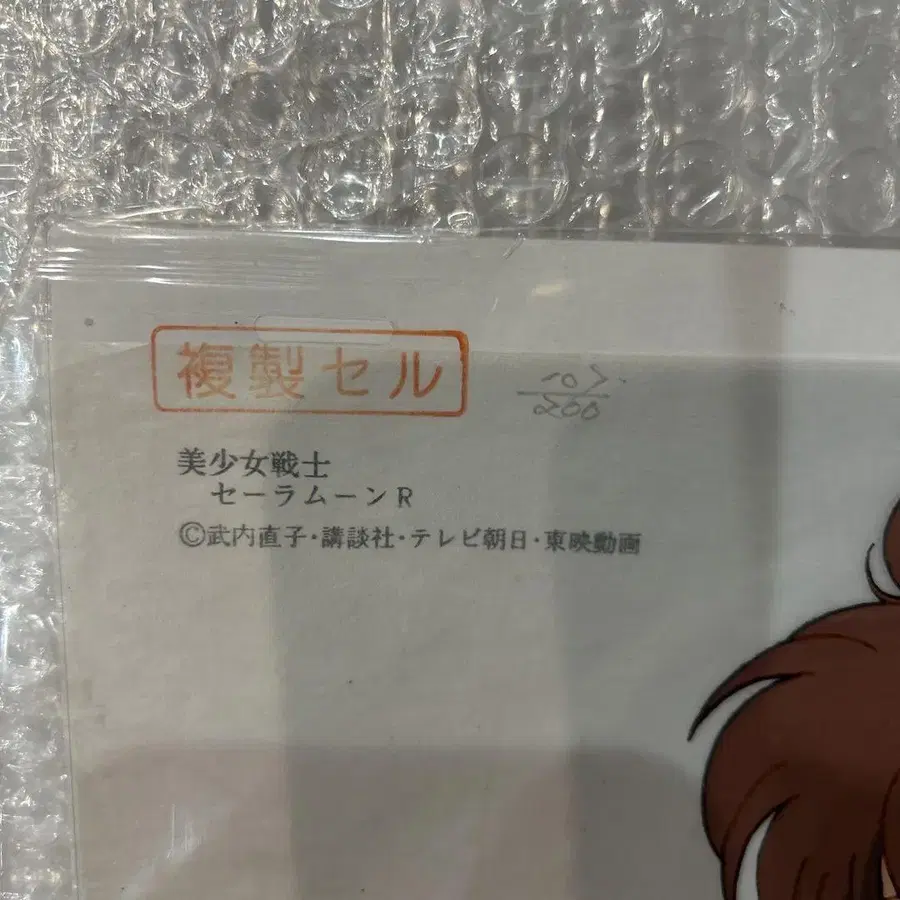 複製セル
美少女戦士
セーラムーンR
©武内直子・講談社・テレビ朝日・東映動画